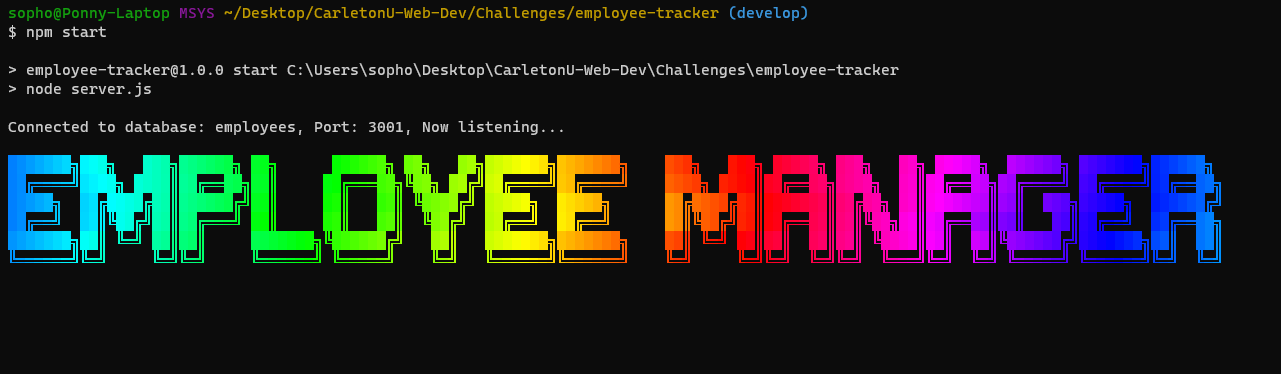 sopho@Ponny-Laptop MSYS ~/Desktop/CarletonU-Web-Dev/Challenges/employee-tracker (develop)
$ npm start
> employee-tracker@1.0.0 start C:\Users\sopho\Desktop\CarletonU-Web-Dev\Challenges\employee-tracker
> node server.js
Connected to database: employees, Port: 3001, Now listening...
EMPLOYEE MANAGER